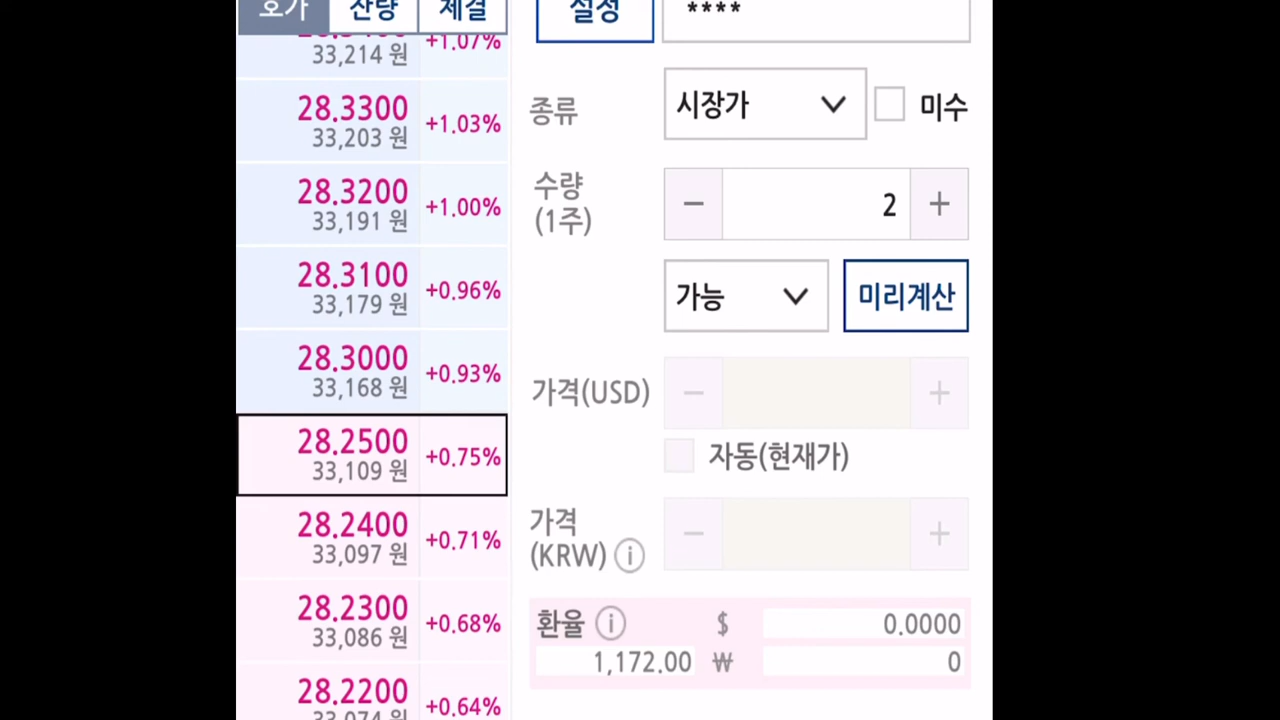 호가 잔량 체결
33,214 원 +1.07%
28.3300 +1.03%
33,203 원
28.3200 +1.00%
33,191 원
28.3100 +0.96%
33,179 원
28.3000 +0.93%
33,168 원
28.2500 +0.75%
33,109 원
28.2400 +0.71%
33,097 원
28.2300 +0.68%
33,086 원
28.2200 +0.64%
설정 ****
종류 시장가 미수
수량
(1주) − 2 +
가능 미리계산
가격(USD) − +
자동(현재가)
가격
(KRW) i − +
환율 i $ 0.0000
1,172.00 ₩ 0